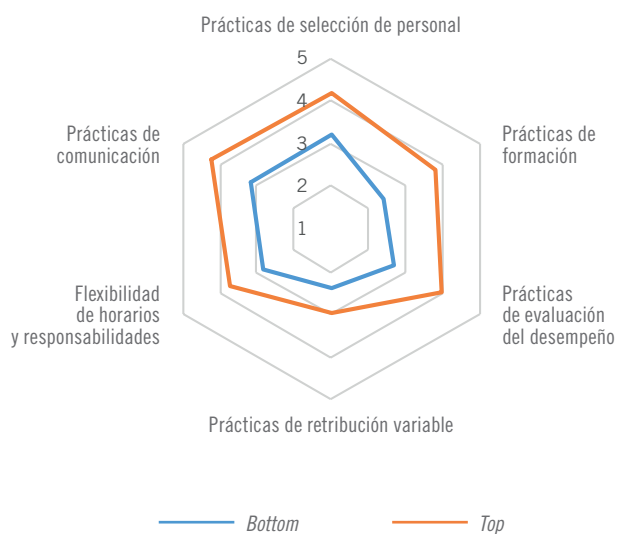 Prácticas de selección de personal
5
4
3
2
1
Prácticas de
comunicación
Prácticas de
formación
Flexibilidad
de horarios
y responsabilidades
Prácticas
de evaluación
del desempeño
Prácticas de retribución variable
Bottom
Top